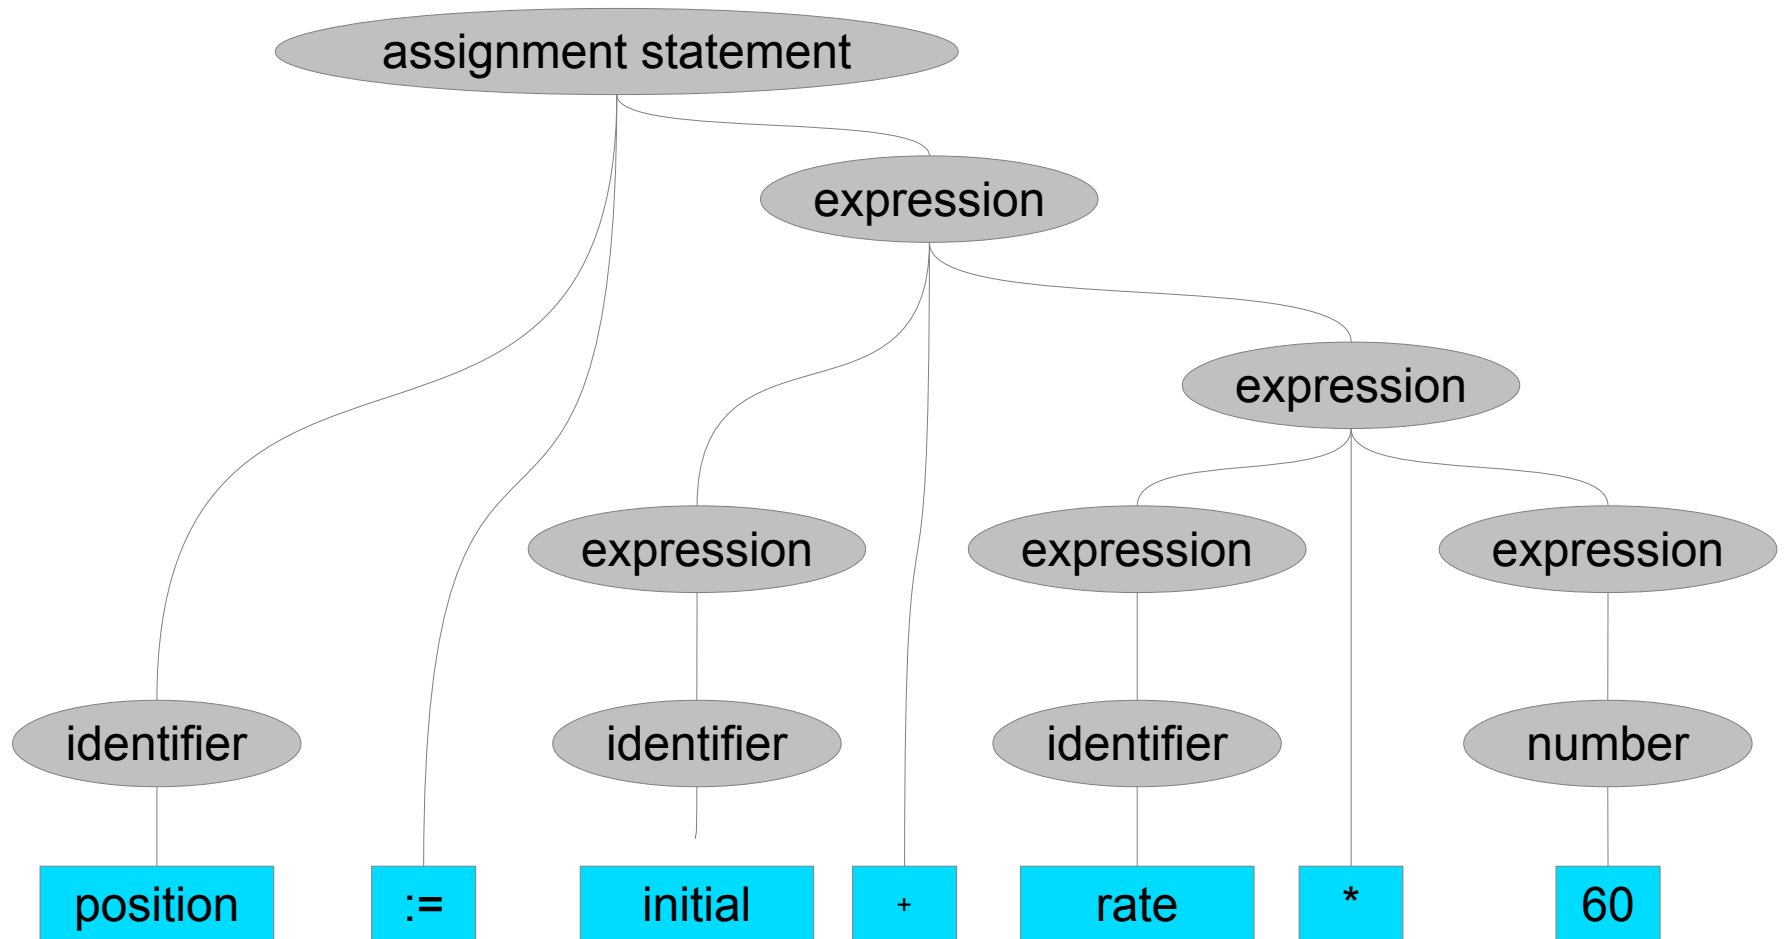 assignment statement
expression
expression
expression
expression
expression
identifier
identifier
identifier
number
position
:=
initial
+
rate
*
60